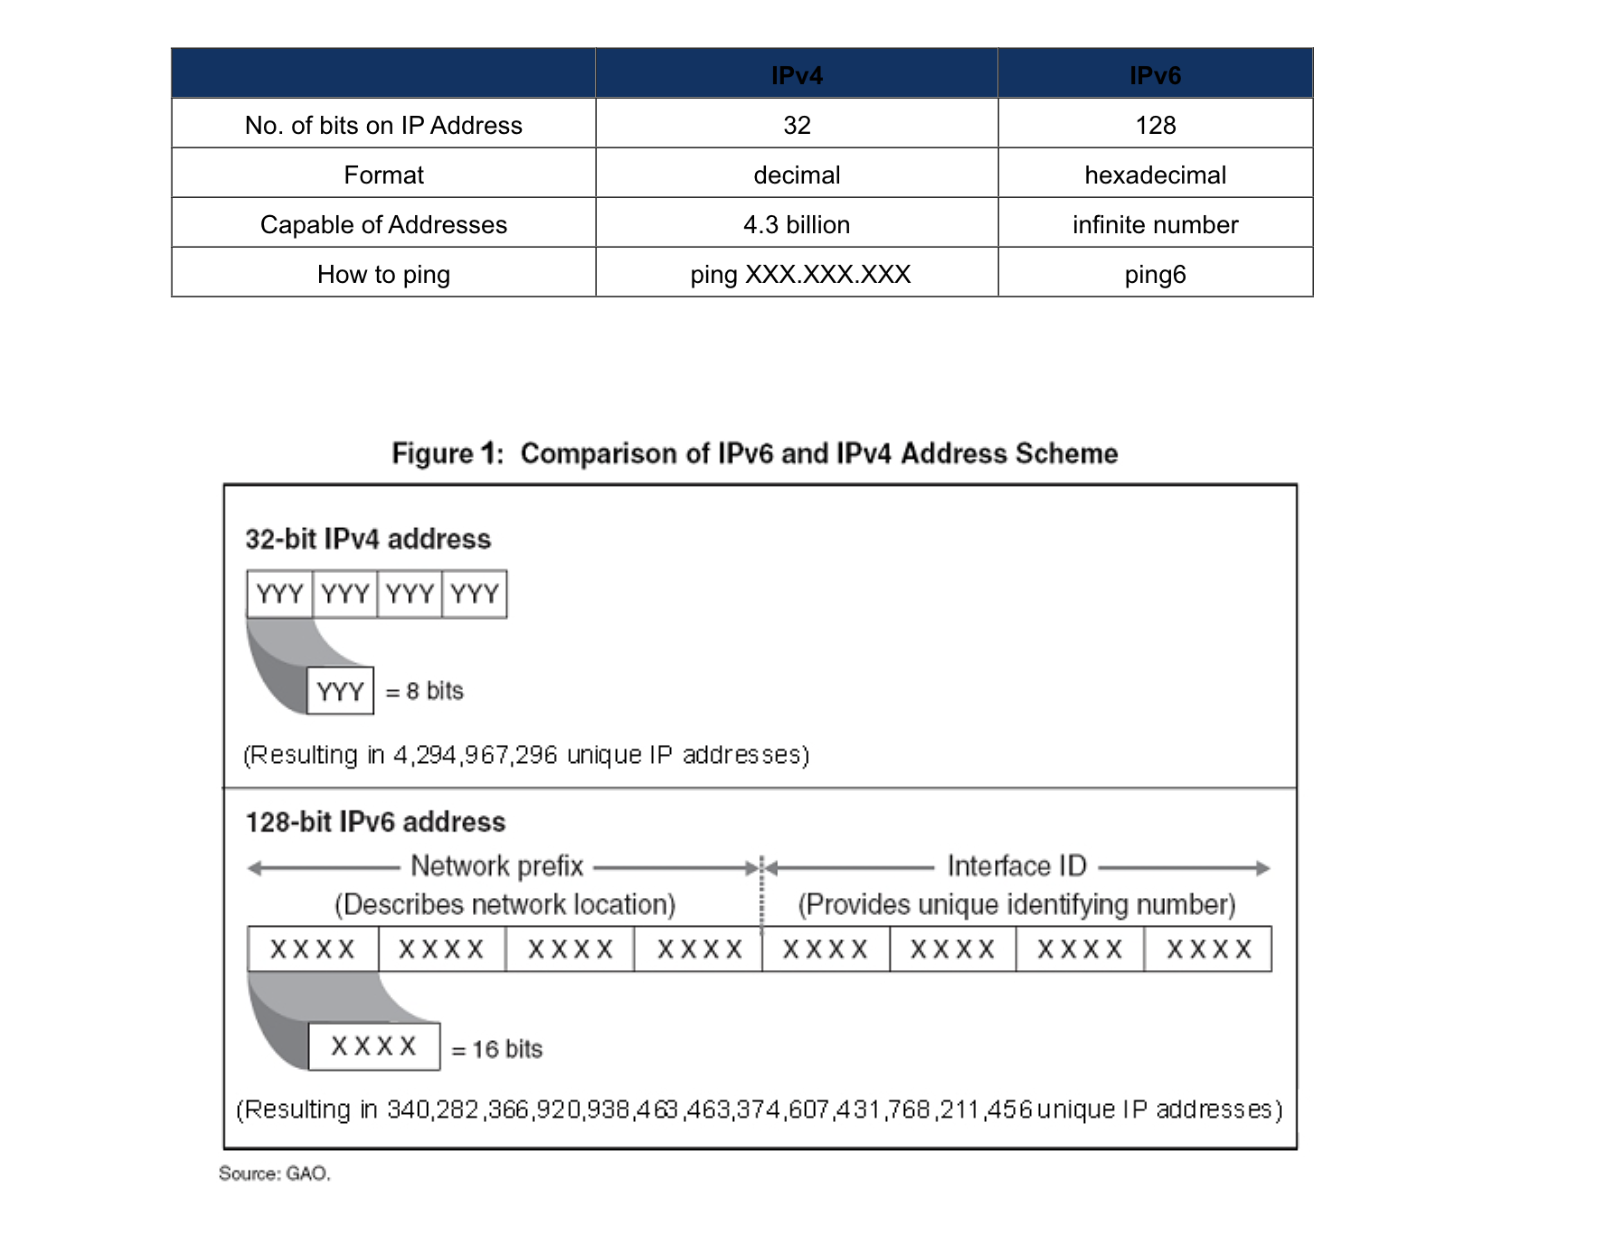 IPv4 IPv6
No. of bits on IP Address 32 128
Format decimal hexadecimal
Capable of Addresses 4.3 billion infinite number
How to ping ping XXX.XXX.XXX ping6
Figure 1: Comparison of IPv6 and IPv4 Address Scheme
32-bit IPv4 address
YYY YYY YYY YYY
YYY = 8 bits
(Resulting in 4,294,967,296 unique IP addresses)
128-bit IPv6 address
Network prefix Interface ID
(Describes network location) (Provides unique identifying number)
XXXX XXXX XXXX XXXX XXXX XXXX XXXX XXXX
XXXX = 16 bits
(Resulting in 340,282,366,920,938,463,463,374,607,431,768,211,456 unique IP addresses)
Source: GAO.